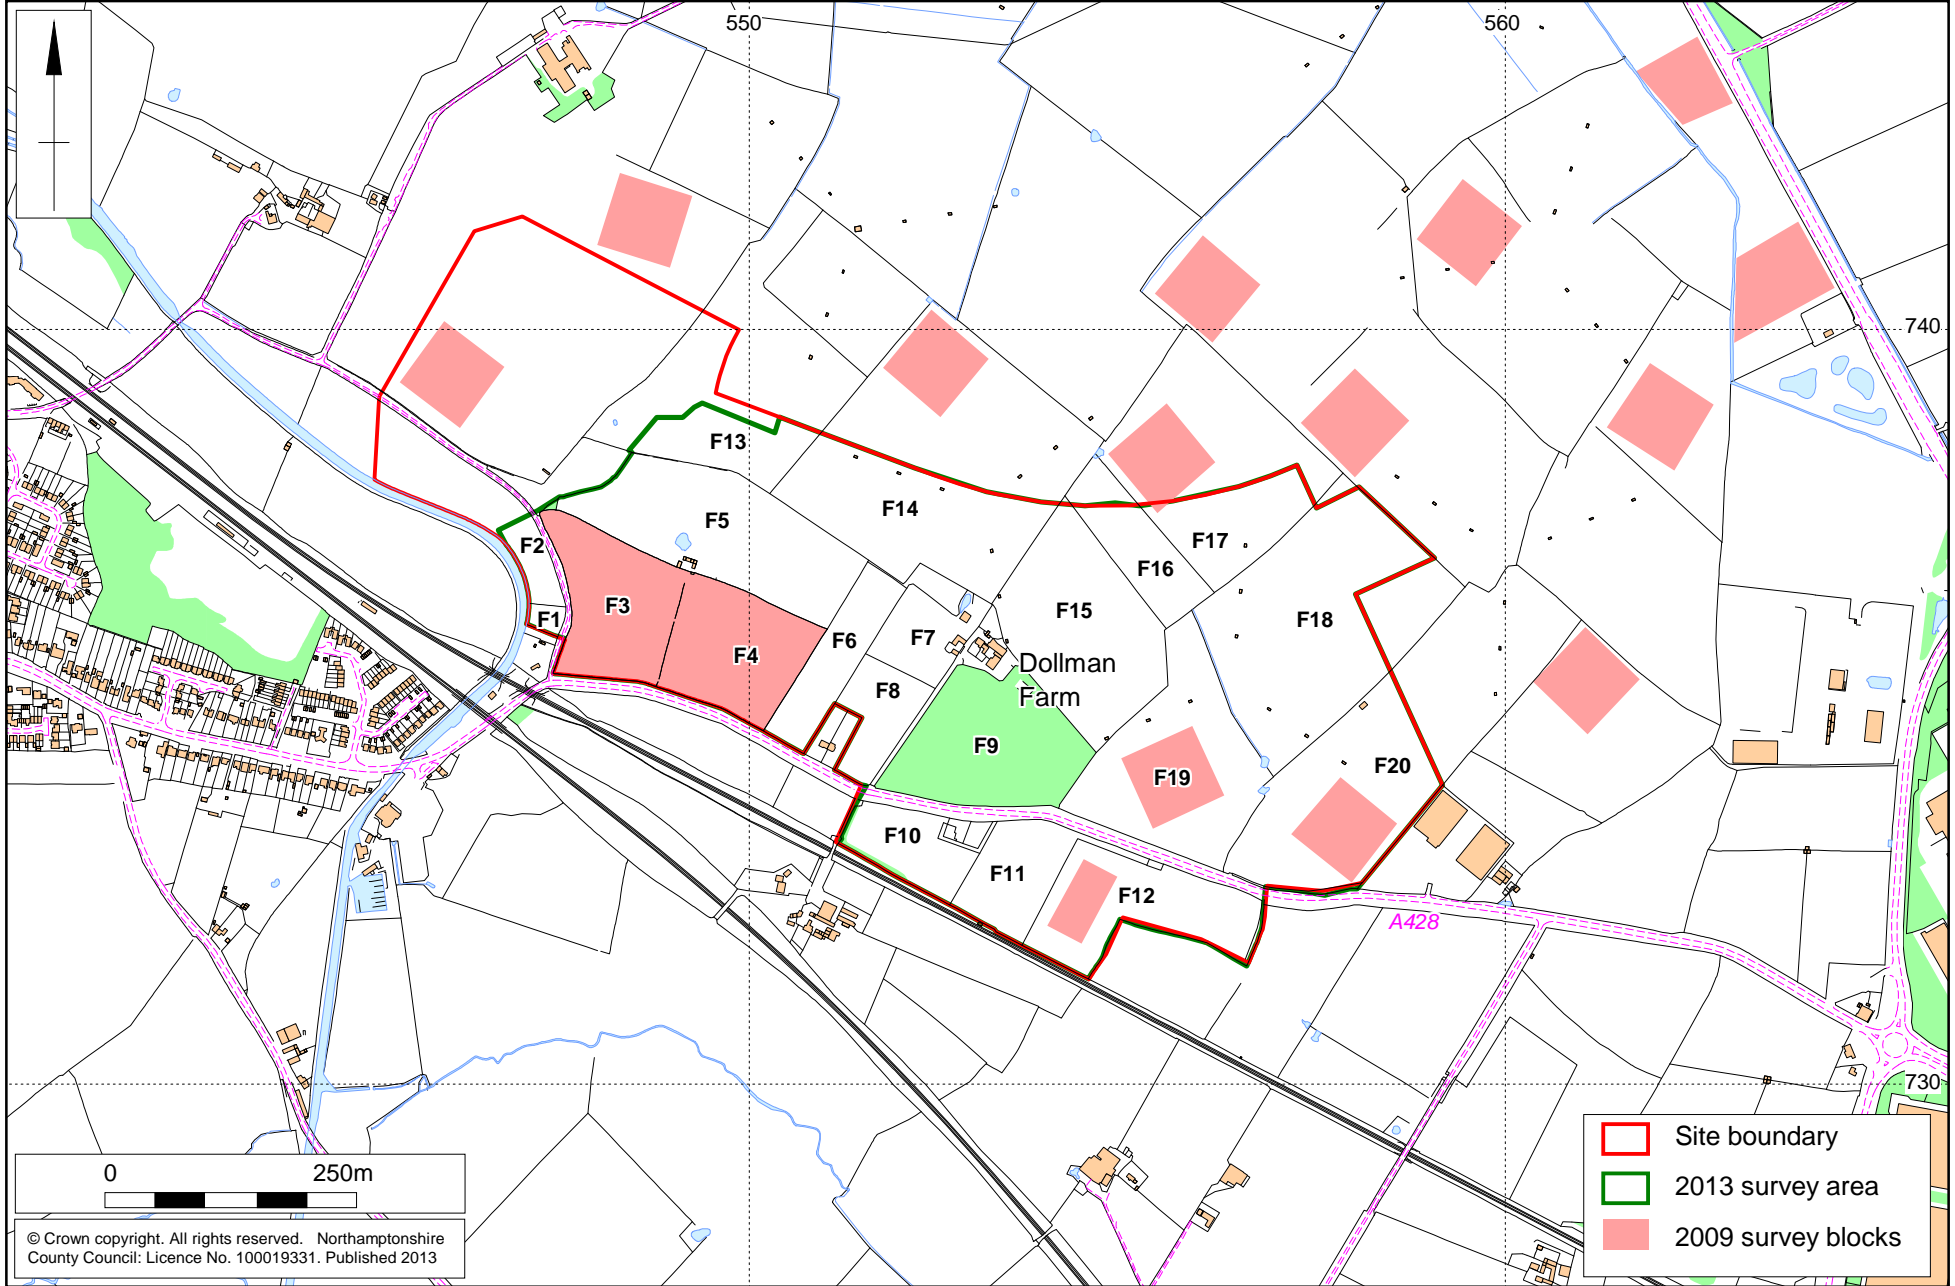 550
560
740
F13
F14
F5
F2
F17
F16
F3
F1
F15
F18
F6
F7
F4
Dollman
Farm
F8
F9
F19
F20
F10
F11
F12
A428
730
0 250m
© Crown copyright. All rights reserved. Northamptonshire
County Council: Licence No. 100019331. Published 2013
Site boundary
2013 survey area
2009 survey blocks